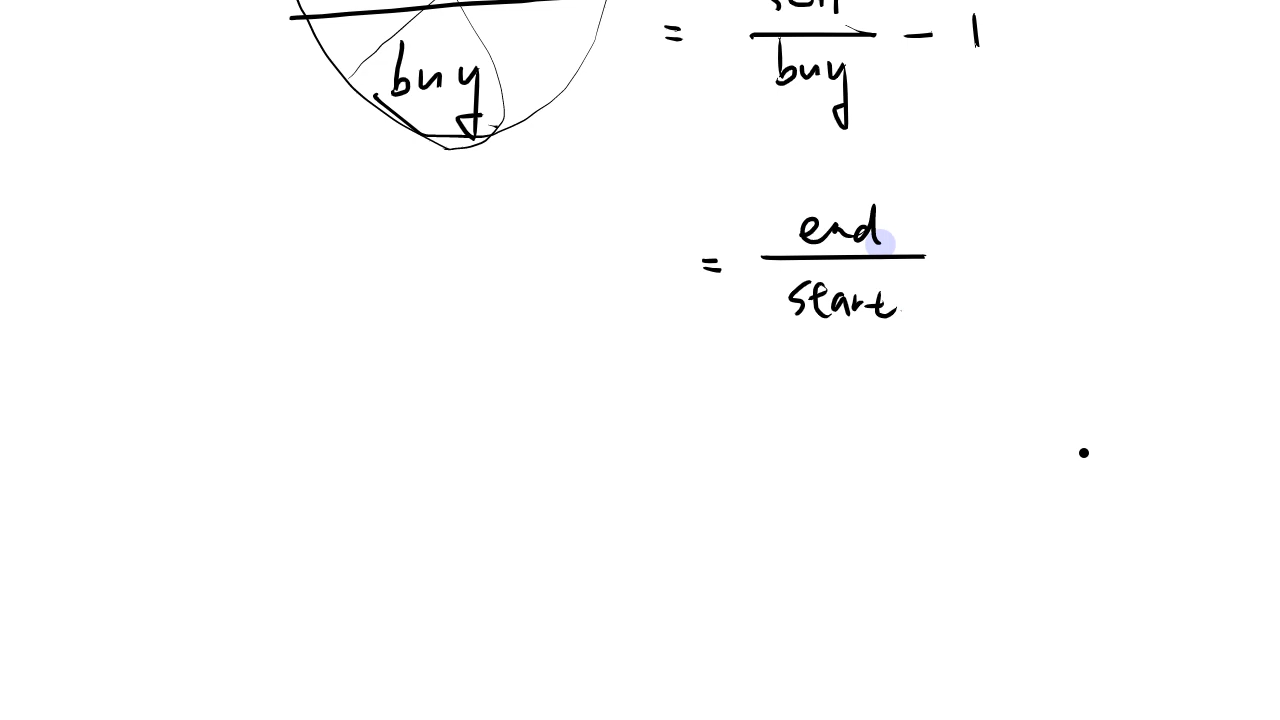 buy
= / buy - 1
= end / start